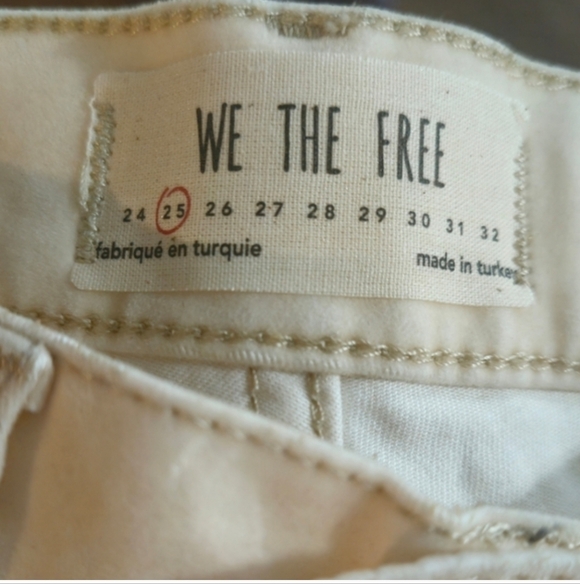 WE THE FREE
24 25 26 27 28 29 30 31 32
fabriqué en turquie made in turkey